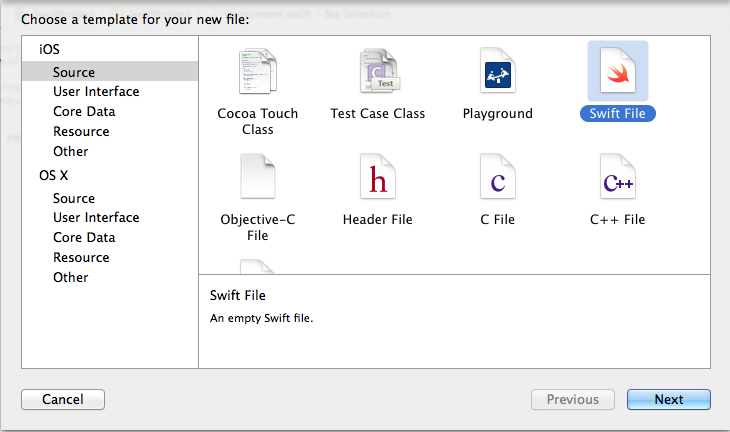 Choose a template for your new file:
iOS
Source
User Interface
Core Data
Resource
Other
OS X
Source
User Interface
Core Data
Resource
Other
Cocoa Touch
Class
Test
Test Case Class
Playground
Swift File
Objective-C
File
h
Header File
c
C File
C++
C++ File
Swift File
An empty Swift file.
Cancel
Previous
Next